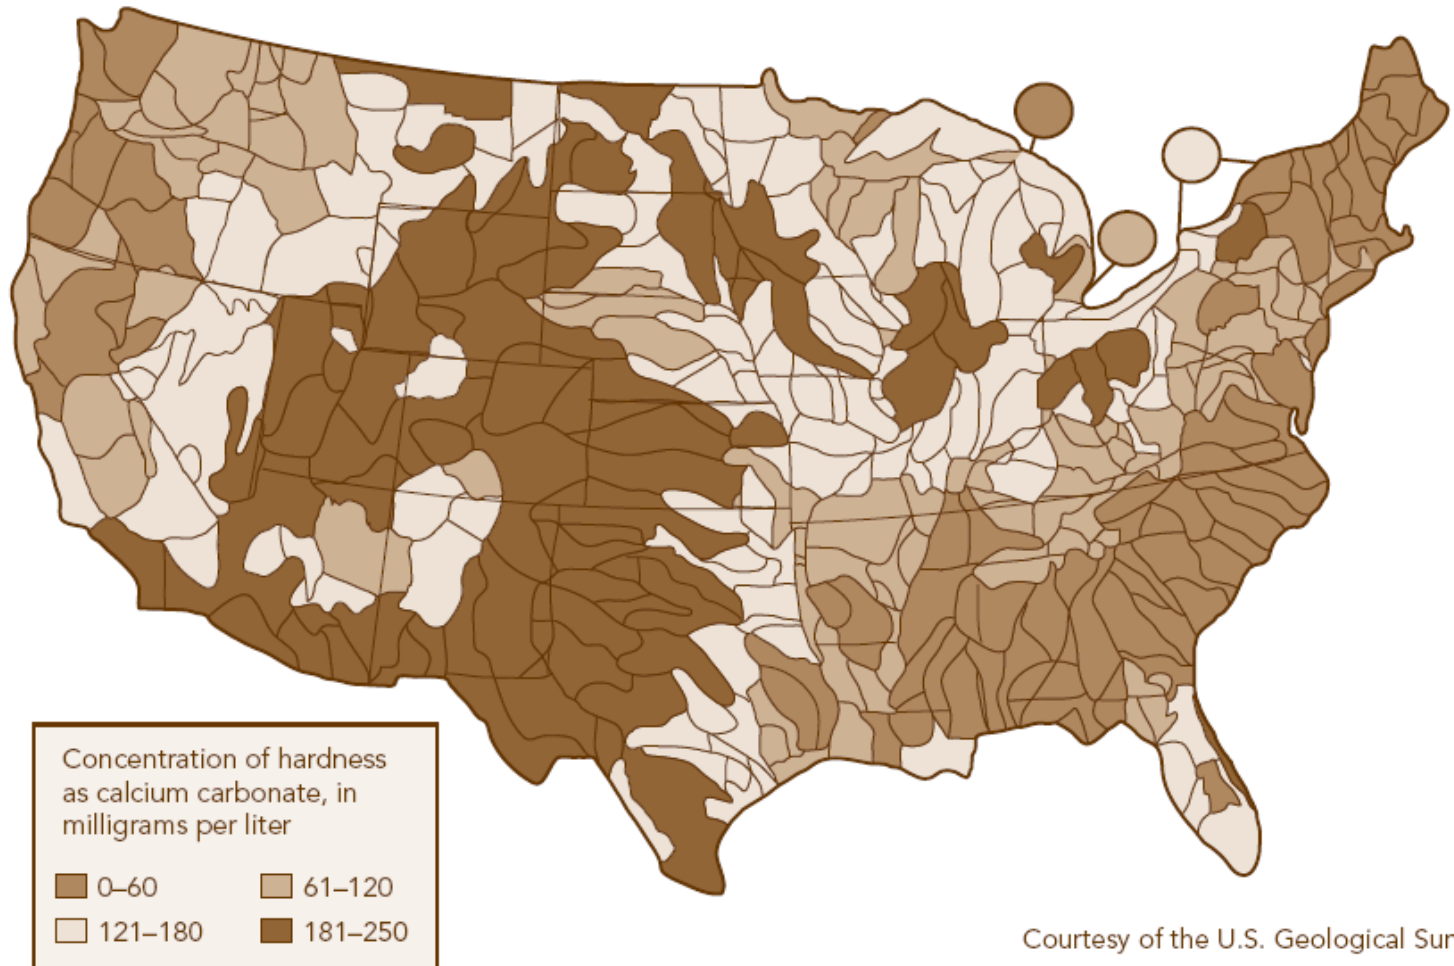 Concentration of hardness
as calcium carbonate, in
milligrams per liter
0–60
61–120
121–180
181–250
Courtesy of the U.S. Geological Sur